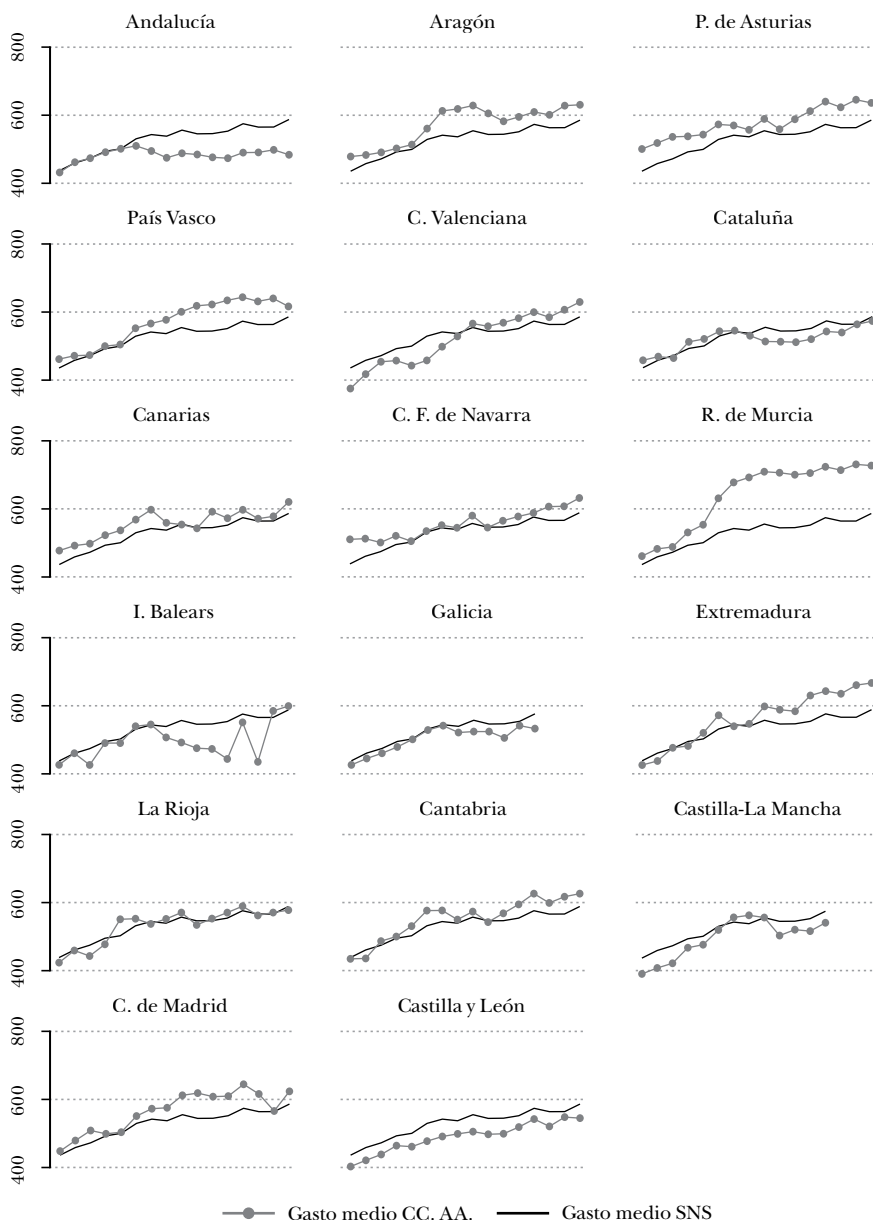 Andalucía Aragón P. de Asturias
800
600
400
País Vasco C. Valenciana Cataluña
800
600
400
Canarias C. F. de Navarra R. de Murcia
800
600
400
I. Balears Galicia Extremadura
800
600
400
La Rioja Cantabria Castilla-La Mancha
800
600
400
C. de Madrid Castilla y León
800
600
400
Gasto medio CC. AA. Gasto medio SNS